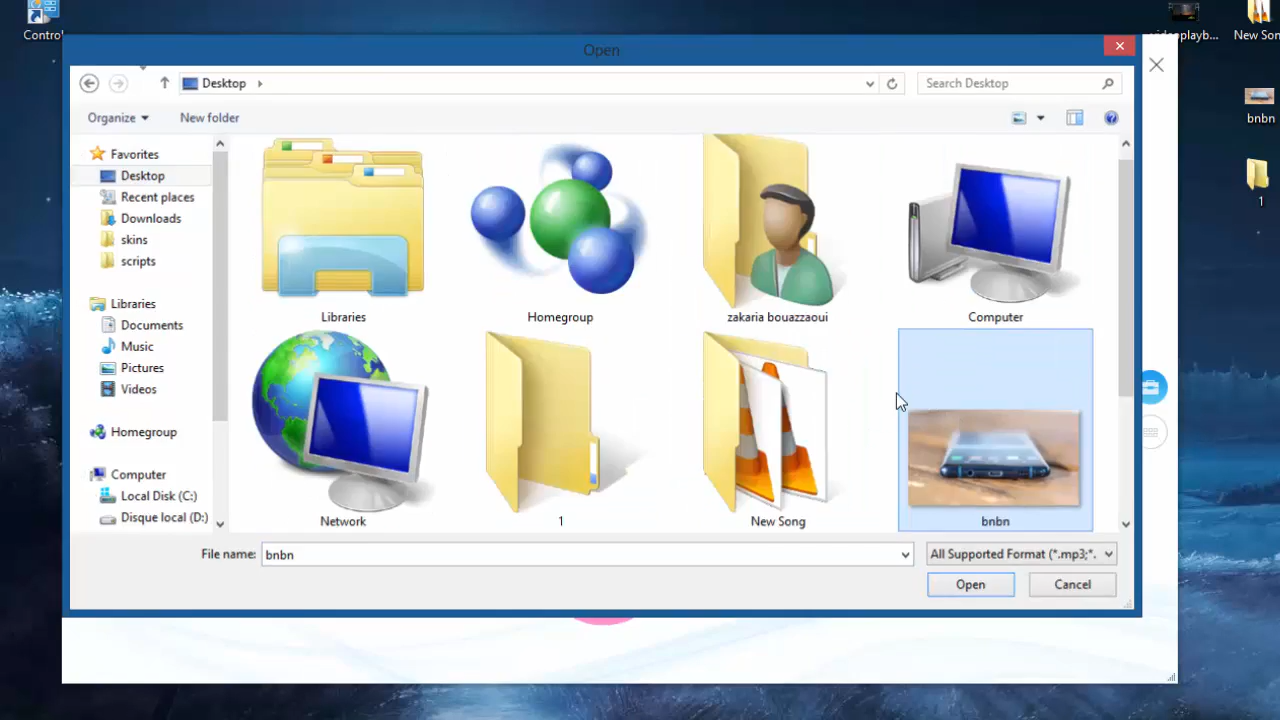 Control
New Son
Open
Desktop
Search Desktop
Organize
New folder
bnbn
Favorites
Desktop
Recent places
Downloads
skins
scripts
1
Libraries
Homegroup
zakaria bouazzaoui
Computer
Libraries
Documents
Music
Pictures
Videos
Homegroup
Computer
Local Disk (C:)
Disque local (D:)
Network
1
New Song
bnbn
File name:
bnbn
All Supported Format (*.mp3;*.
Open
Cancel